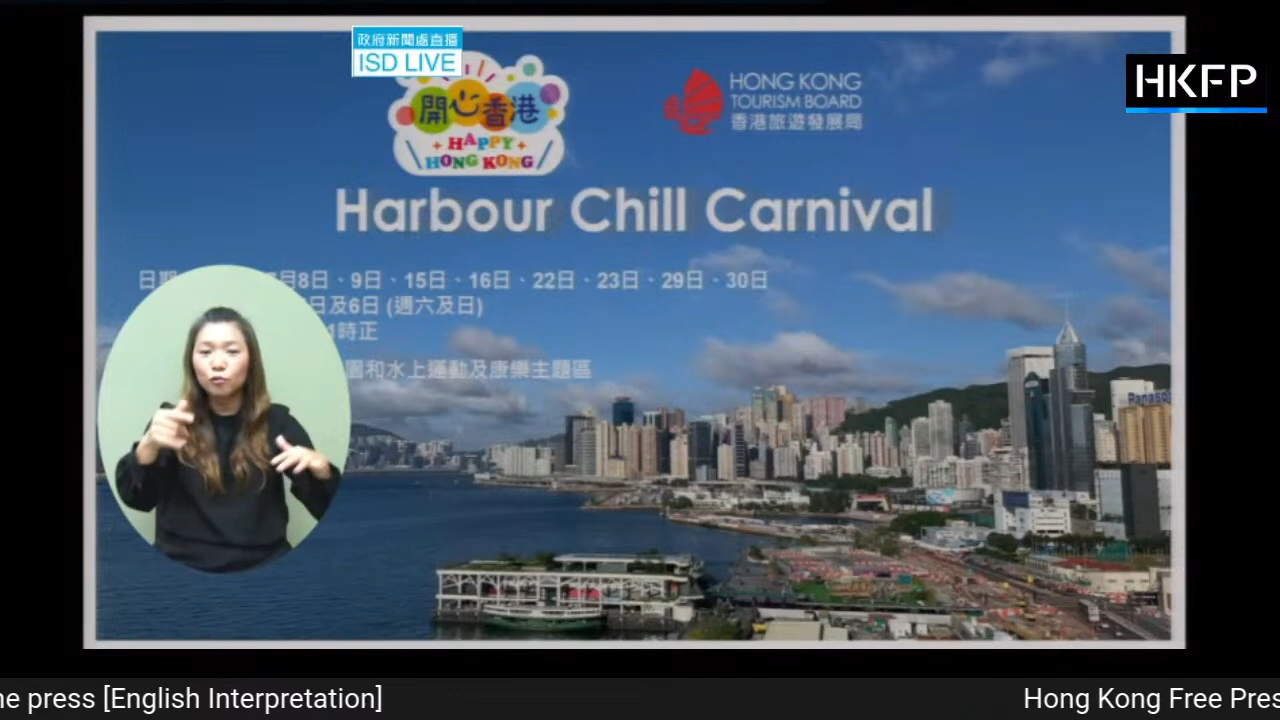 政府新聞處直播
ISD LIVE
HKFP
開心香港
HAPPY
HONG KONG
HONG KONG
TOURISM BOARD
香港旅遊發展局
Harbour Chill Carnival
日期
月8日、9日、15日、16日、22日、23日、29日、30日
日及6日 (週六及日)
時正
園和水上運動及康樂主題區
Panasonic
he press [English Interpretation]
Hong Kong Free Pres